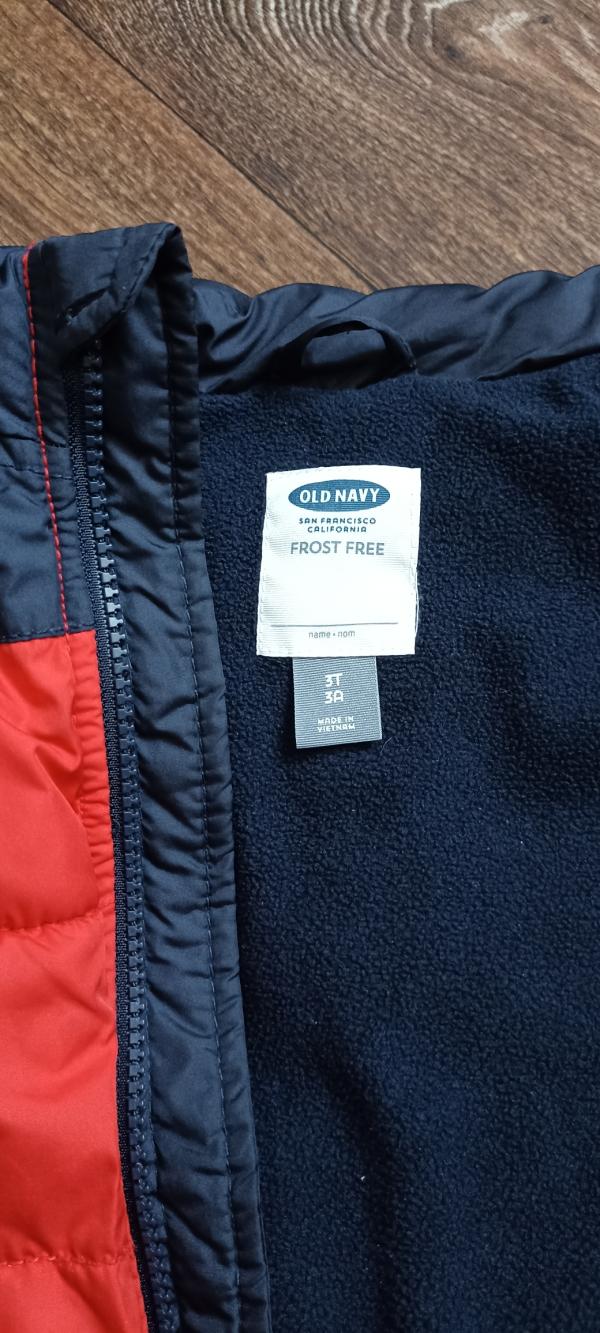 OLD NAVY
SAN FRANCISCO
CALIFORNIA
FROST FREE
name • nom
3T
3A
MADE IN
VIETNAM